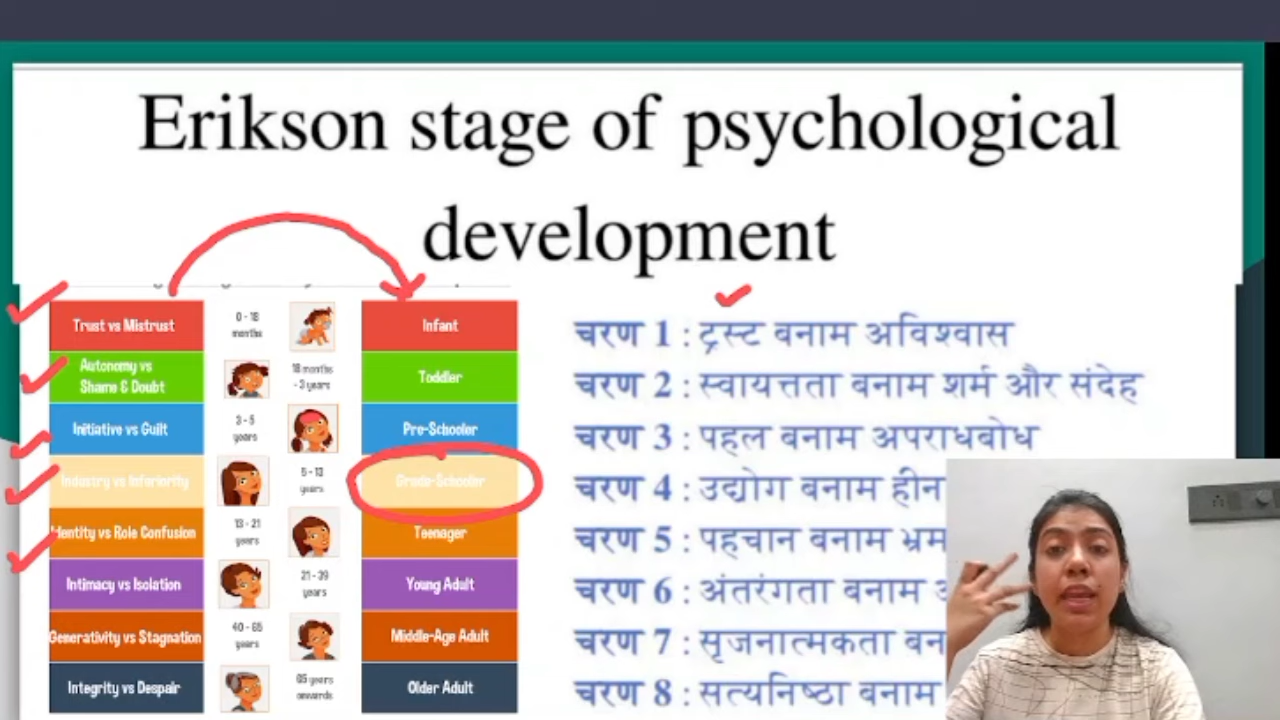 Erikson stage of psychological
development
Trust vs Mistrust
0 - 18
months
Infant
Autonomy vs
Shame & Doubt
18 months
- 3 years
Toddler
Initiative vs Guilt
3 - 5
years
Pre-Schooler
Industry vs Inferiority
5 - 13
years
Grade-Schooler
Identity vs Role Confusion
13 - 21
years
Teenager
Intimacy vs Isolation
21 - 39
years
Young Adult
Generativity vs Stagnation
40 - 65
years
Middle-Age Adult
Integrity vs Despair
65 years
onwards
Older Adult
चरण 1 : ट्रस्ट बनाम अविश्वास
चरण 2 : स्वायत्तता बनाम शर्म और संदेह
चरण 3 : पहल बनाम अपराधबोध
चरण 4 : उद्योग बनाम हीन
चरण 5 : पहचान बनाम भ्रम
चरण 6 : अंतरंगता बनाम
चरण 7 : सृजनात्मकता बन
चरण 8 : सत्यनिष्ठा बनाम